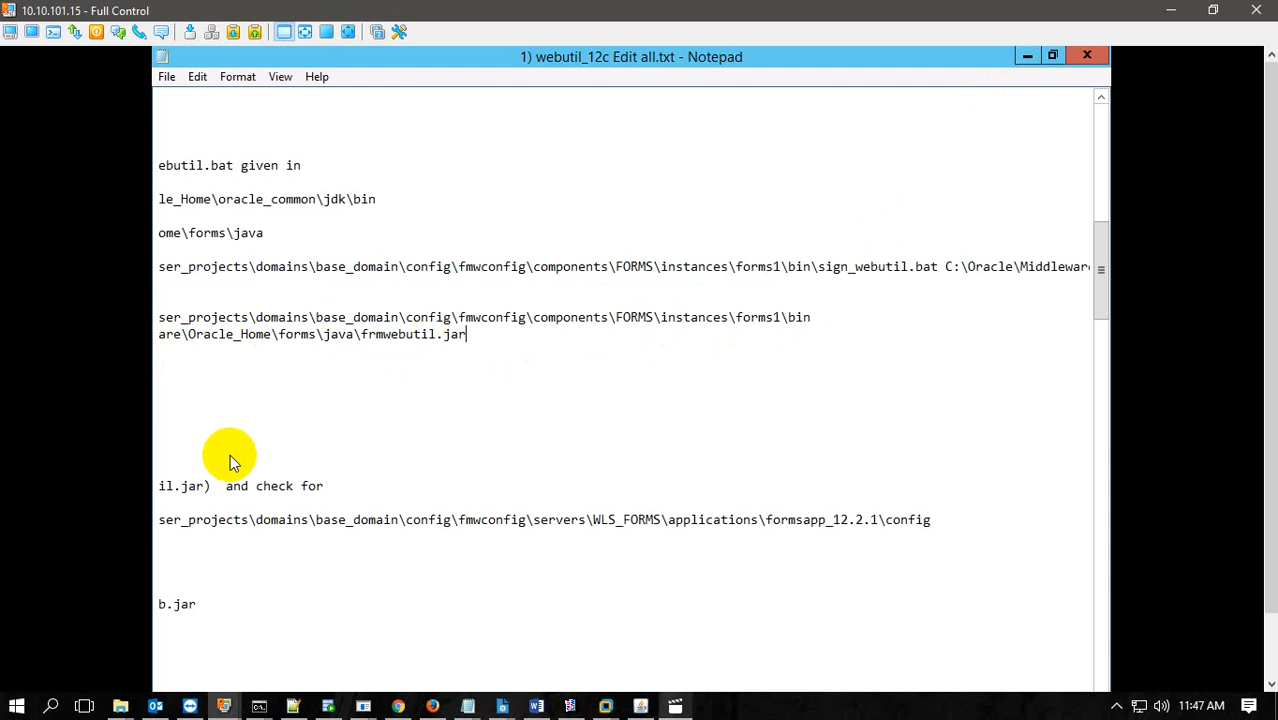 10.10.101.15 - Full Control
1) webutil_12c Edit all.txt - Notepad
File Edit Format View Help
ebutil.bat given in
le_Home\oracle_common\jdk\bin
ome\forms\java
ser_projects\domains\base_domain\config\fmwconfig\components\FORMS\instances\forms1\bin\sign_webutil.bat C:\Oracle\Middleware
ser_projects\domains\base_domain\config\fmwconfig\components\FORMS\instances\forms1\bin
are\Oracle_Home\forms\java\frmwebutil.jar
il.jar)  and check for
ser_projects\domains\base_domain\config\fmwconfig\servers\WLS_FORMS\applications\formsapp_12.2.1\config
b.jar
11:47 AM